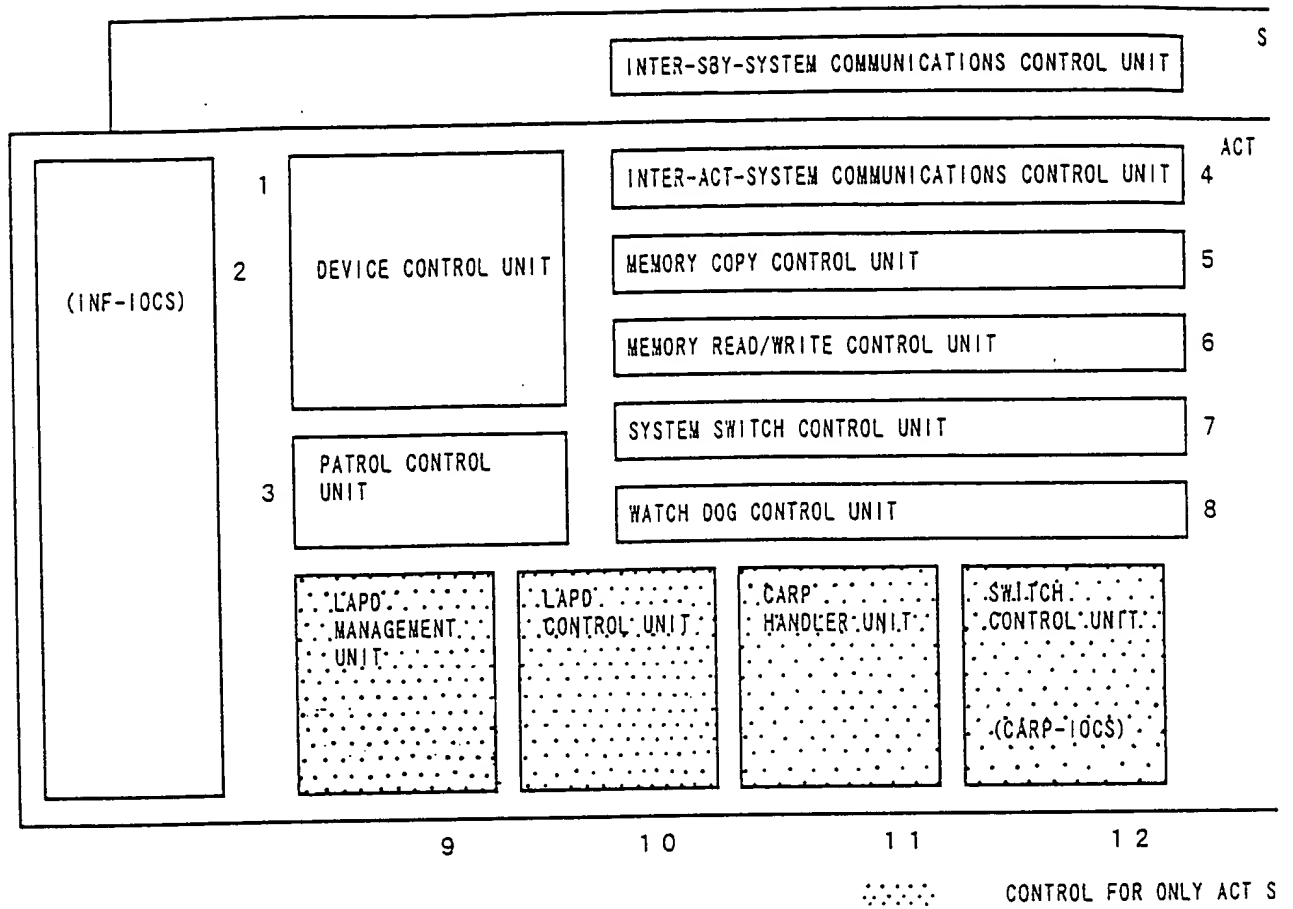 S
INTER-SBY-SYSTEM COMMUNICATIONS CONTROL UNIT
ACT
1
INTER-ACT-SYSTEM COMMUNICATIONS CONTROL UNIT
4
2
DEVICE CONTROL UNIT
MEMORY COPY CONTROL UNIT
5
(INF-IOCS)
MEMORY READ/WRITE CONTROL UNIT
6
SYSTEM SWITCH CONTROL UNIT
7
PATROL CONTROL
UNIT
3
WATCH DOG CONTROL UNIT
8
LAPD
MANAGEMENT
UNIT
LAPD
CONTROL UNIT
CARP
HANDLER UNIT
SWITCH
CONTROL UNIT
(CARP-IOCS)
9
10
11
12
CONTROL FOR ONLY ACT S